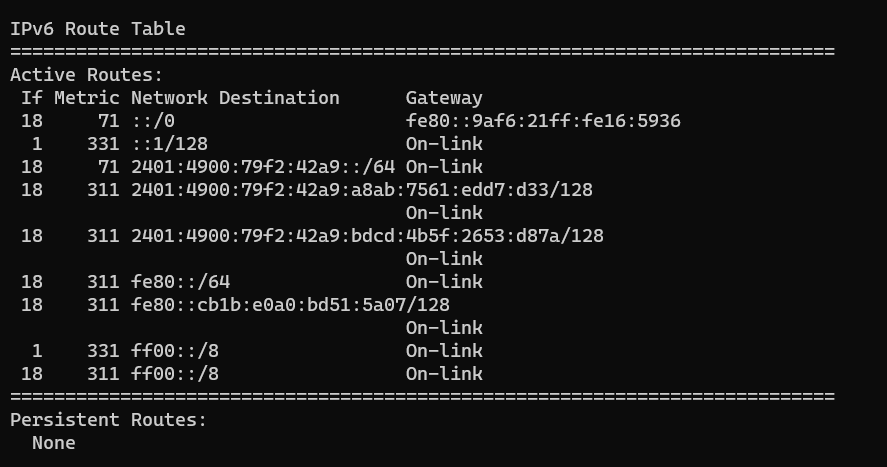 IPv6 Route Table
===========================================================================
Active Routes:
 If Metric Network Destination      Gateway
 18     71 ::/0                     fe80::9af6:21ff:fe16:5936
  1    331 ::1/128                  On-link
 18     71 2401:4900:79f2:42a9::/64 On-link
 18    311 2401:4900:79f2:42a9:a8ab:7561:edd7:d33/128
                                    On-link
 18    311 2401:4900:79f2:42a9:bdcd:4b5f:2653:d87a/128
                                    On-link
 18    311 fe80::/64                On-link
 18    311 fe80::cb1b:e0a0:bd51:5a07/128
                                    On-link
  1    331 ff00::/8                 On-link
 18    311 ff00::/8                 On-link
===========================================================================
Persistent Routes:
  None